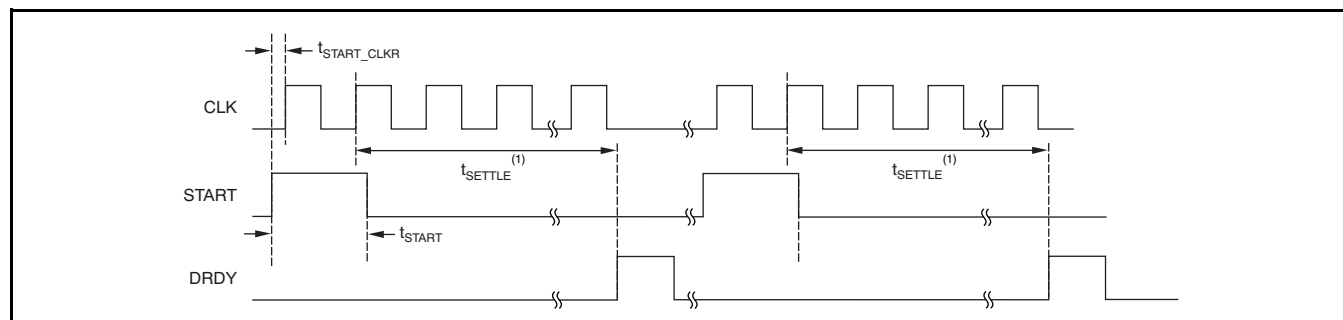 tSTART_CLKR
CLK
tSETTLE(1)
tSETTLE(1)
START
tSTART
DRDY